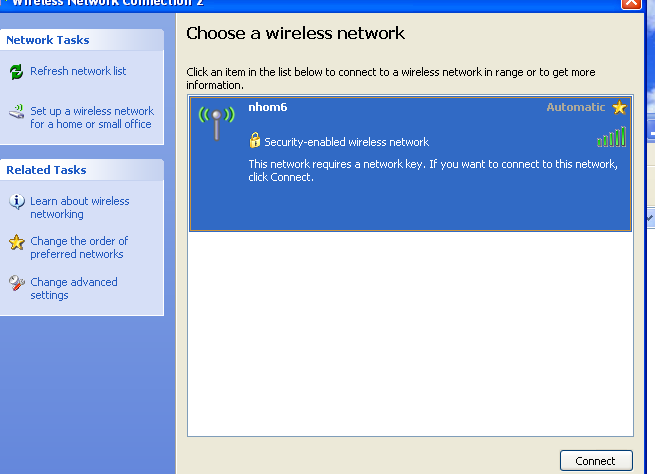 Wireless Network Connection 2
Network Tasks
Refresh network list
Set up a wireless network
for a home or small office
Related Tasks
Learn about wireless
networking
Change the order of
preferred networks
Change advanced
settings
Choose a wireless network
Click an item in the list below to connect to a wireless network in range or to get more
information.
nhom6 Automatic
Security-enabled wireless network
This network requires a network key. If you want to connect to this network,
click Connect.
Connect